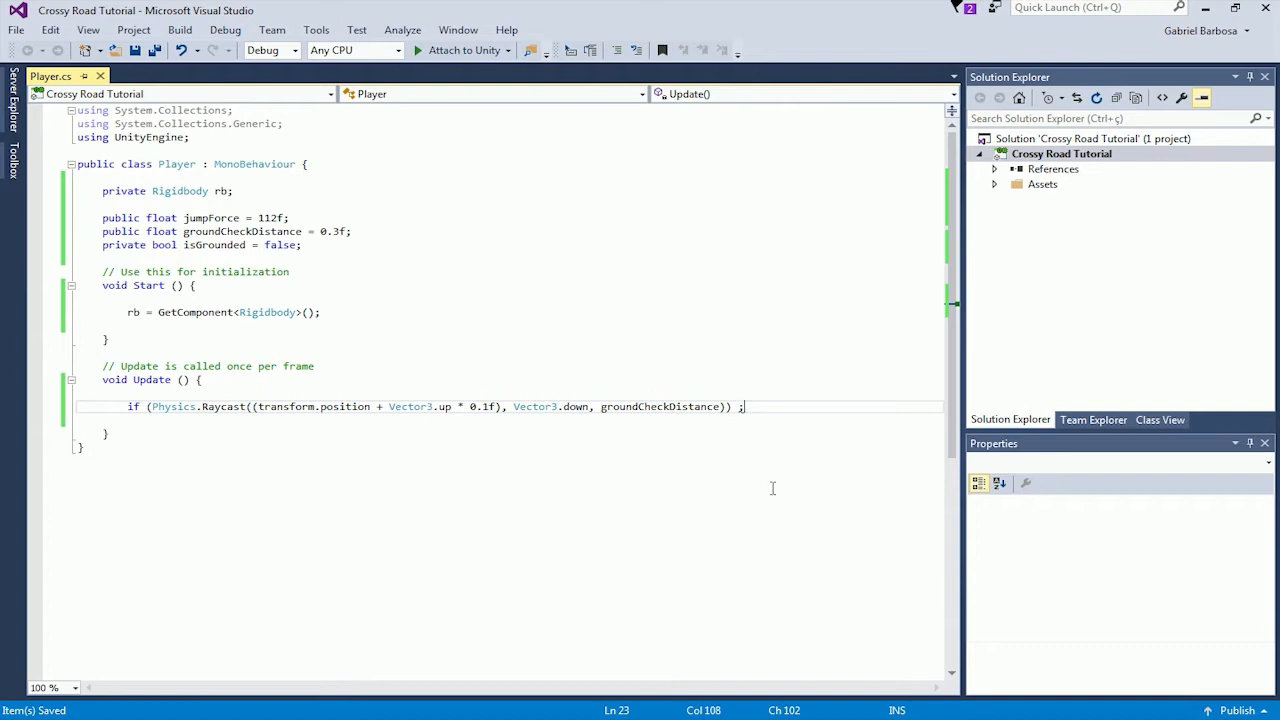 Crossy Road Tutorial - Microsoft Visual Studio
2
Quick Launch (Ctrl+Q)
File Edit View Project Build Debug Team Tools Test Analyze Window Help
Gabriel Barbosa
Debug Any CPU Attach to Unity
Server Explorer
Toolbox
Player.cs
Crossy Road Tutorial Player Update()
using System.Collections;
using System.Collections.Generic;
using UnityEngine;
public class Player : MonoBehaviour {
private Rigidbody rb;
public float jumpForce = 112f;
public float groundCheckDistance = 0.3f;
private bool isGrounded = false;
// Use this for initialization
void Start () {
rb = GetComponent<Rigidbody>();
}
// Update is called once per frame
void Update () {
if (Physics.Raycast((transform.position + Vector3.up * 0.1f), Vector3.down, groundCheckDistance)) ;
}
}
100 %
Solution Explorer
Search Solution Explorer (Ctrl+ç)
Solution 'Crossy Road Tutorial' (1 project)
Crossy Road Tutorial
References
Assets
Solution Explorer Team Explorer Class View
Properties
Item(s) Saved Ln 23 Col 108 Ch 102 INS Publish